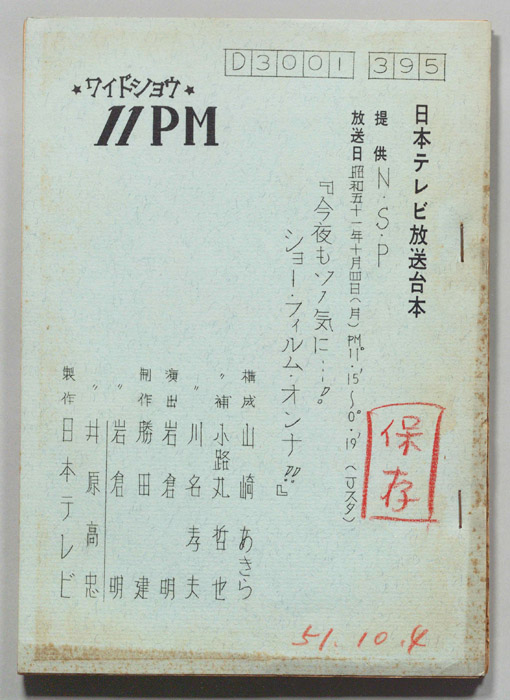 D3001 395
★ワイドショウ★
11PM
日本テレビ放送台本
提供 N・S・P
放送日 昭和五十一年十月四日(月) PM11°15′〜0°19′(Jスタ)
『今夜もソノ気に…!!
ショー・フィルム・オンナ!!!』
保存
構成 山崎あきら
〃補 小路丸哲也
〃 川名孝夫
演出 岩倉明
制作 勝田建
〃 岩倉明
〃 井原高忠
製作 日本テレビ
51.10.4